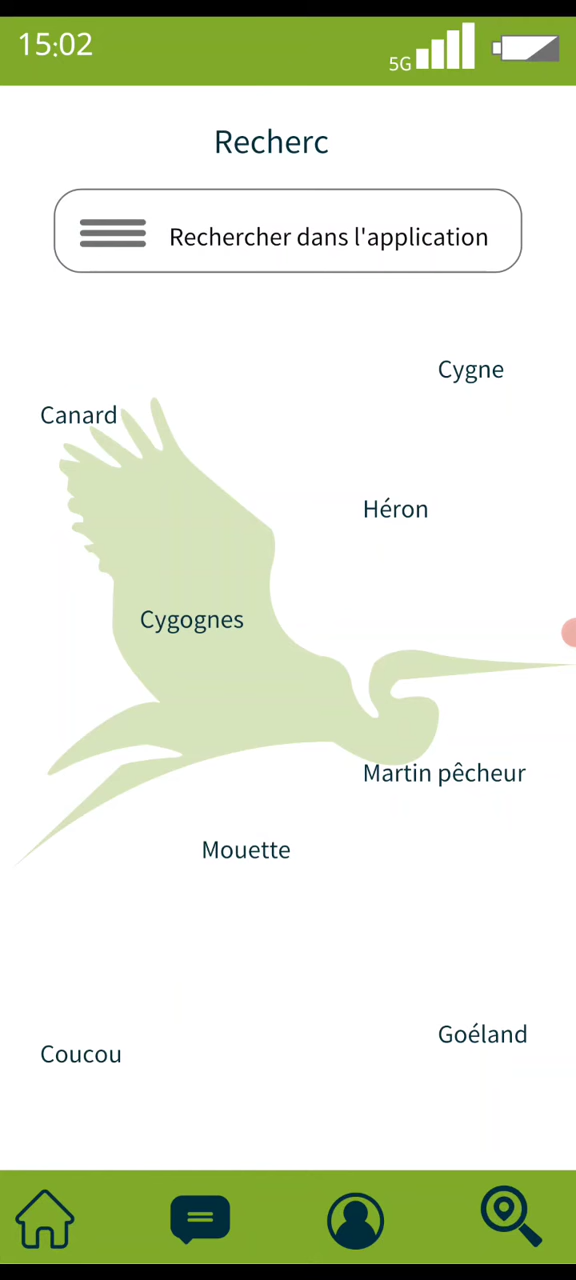 15:02
5G
Recherc
Rechercher dans l'application
Cygne
Canard
Héron
Cygognes
Martin pêcheur
Mouette
Goéland
Coucou